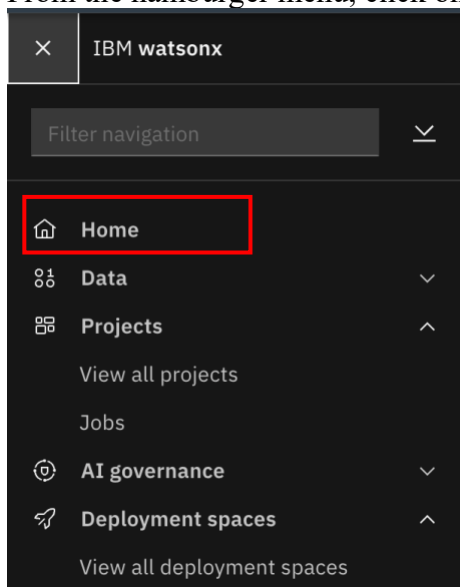 From the hamburger menu, click on
IBM watsonx
Filter navigation
Home
Data
Projects
View all projects
Jobs
AI governance
Deployment spaces
View all deployment spaces